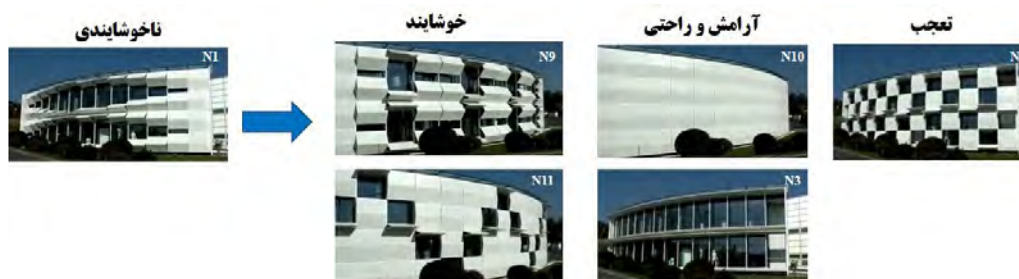 ناخوشایندی
خوشایند
آرامش و راحتی
تعجب
N1
N9
N10
N11
N3